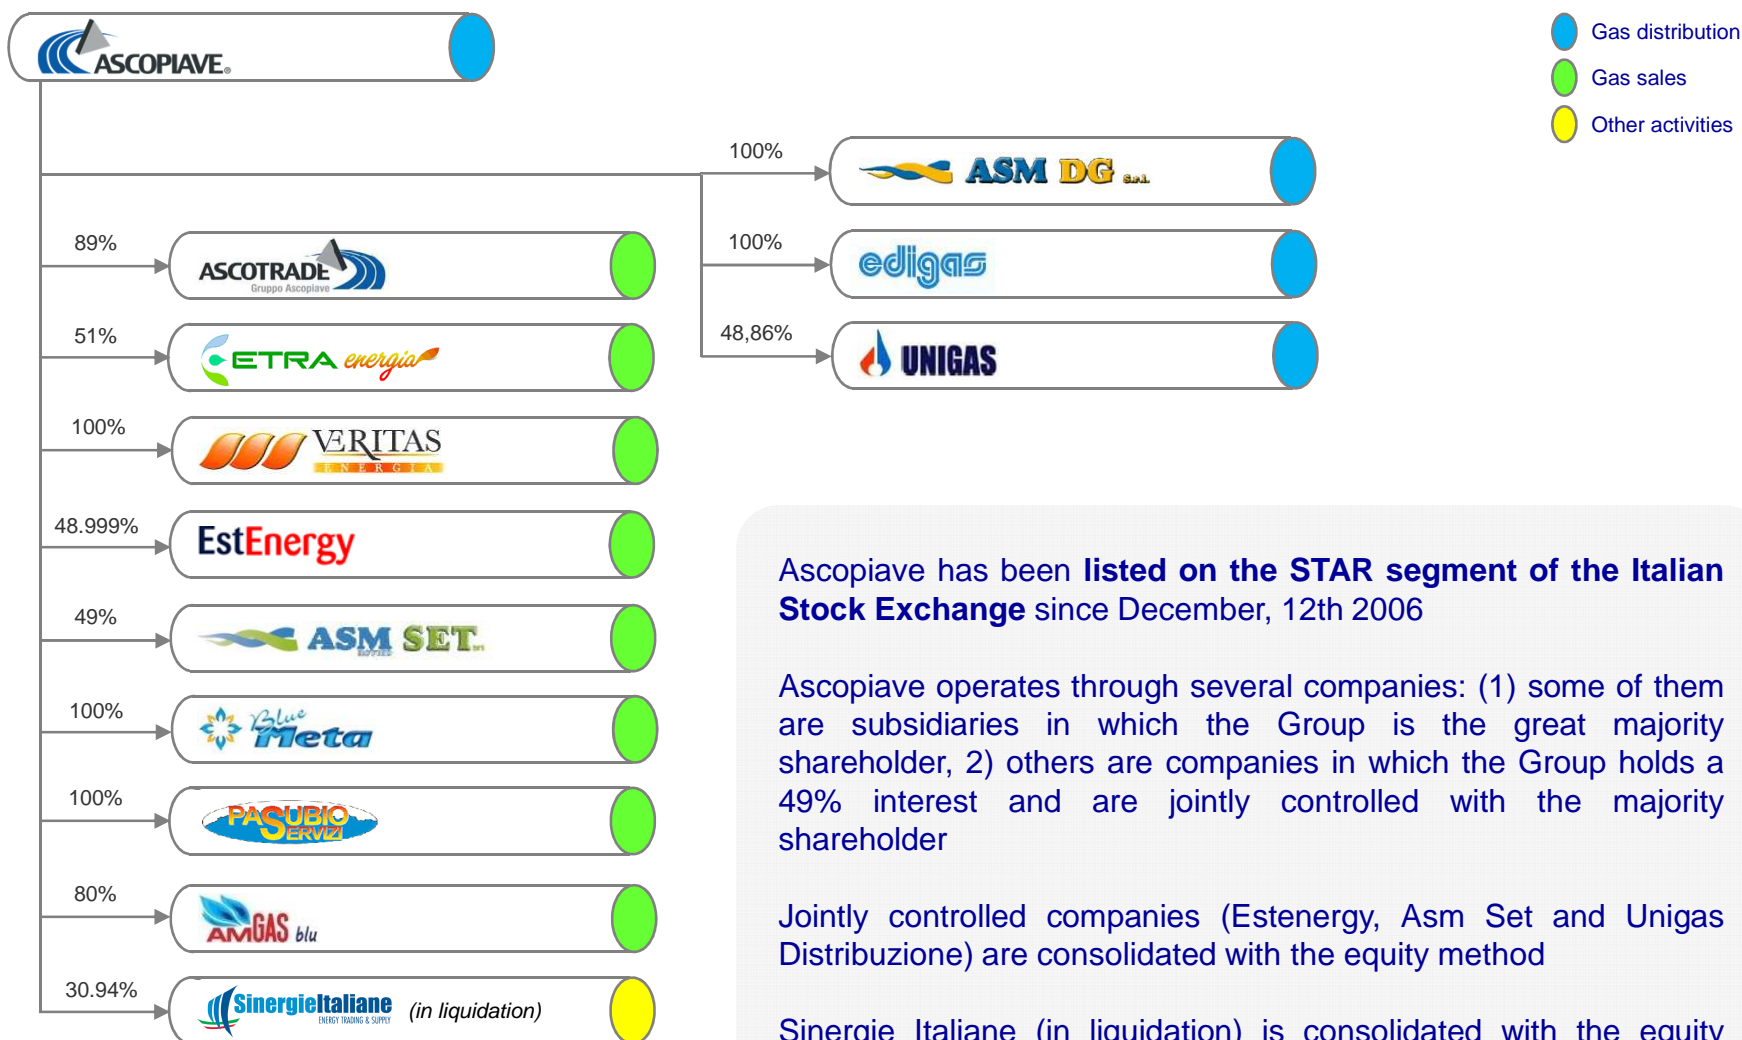 ASCOPIAVE®
Gas distribution
Gas sales
Other activities
100%
ASM DG S.r.l.
89%
ASCOTRADE
Gruppo Ascopiave
100%
edigas
51%
ETRA energia
48,86%
UNIGAS
100%
VERITAS
ENERGIA
48.999%
EstEnergy
49%
ASM SET
100%
Blue
Meta
100%
PASUBIO
SERVIZI
80%
AMGAS blu
30.94%
SinergieItaliane (in liquidation)
ENERGY TRADING & SUPPLY
Ascopiave has been listed on the STAR segment of the Italian
Stock Exchange since December, 12th 2006
Ascopiave operates through several companies: (1) some of them
are subsidiaries in which the Group is the great majority
shareholder, 2) others are companies in which the Group holds a
49% interest and are jointly controlled with the majority
shareholder
Jointly controlled companies (Estenergy, Asm Set and Unigas
Distribuzione) are consolidated with the equity method
Sinergie Italiane (in liquidation) is consolidated with the equity